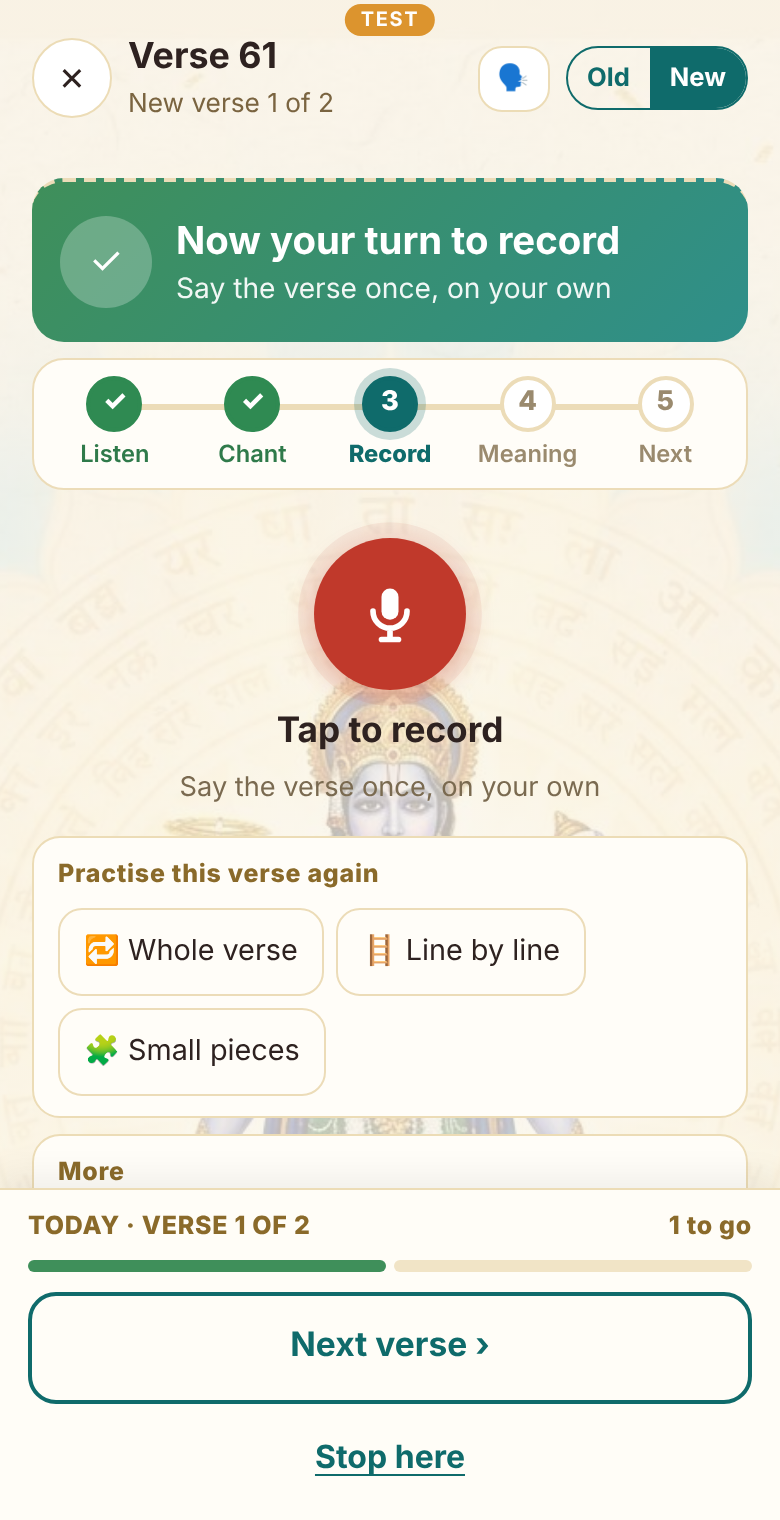 TEST
Verse 61
New verse 1 of 2
Old New
Now your turn to record
Say the verse once, on your own
3 4 5
Listen Chant Record Meaning Next
Tap to record
Say the verse once, on your own
Practise this verse again
Whole verse Line by line
Small pieces
More
TODAY · VERSE 1 OF 2 1 to go
Next verse ›
Stop here